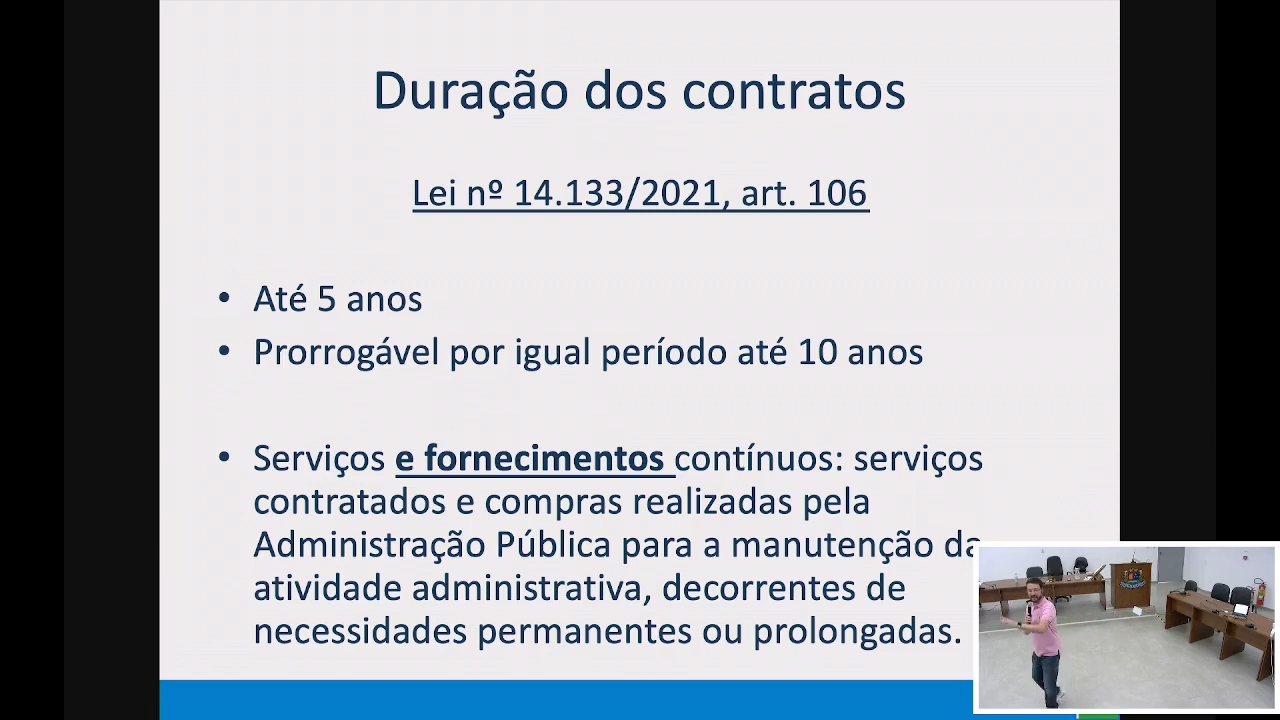 Duração dos contratos
Lei nº 14.133/2021, art. 106
• Até 5 anos
• Prorrogável por igual período até 10 anos
• Serviços e fornecimentos contínuos: serviços
contratados e compras realizadas pela
Administração Pública para a manutenção da
atividade administrativa, decorrentes de
necessidades permanentes ou prolongadas.